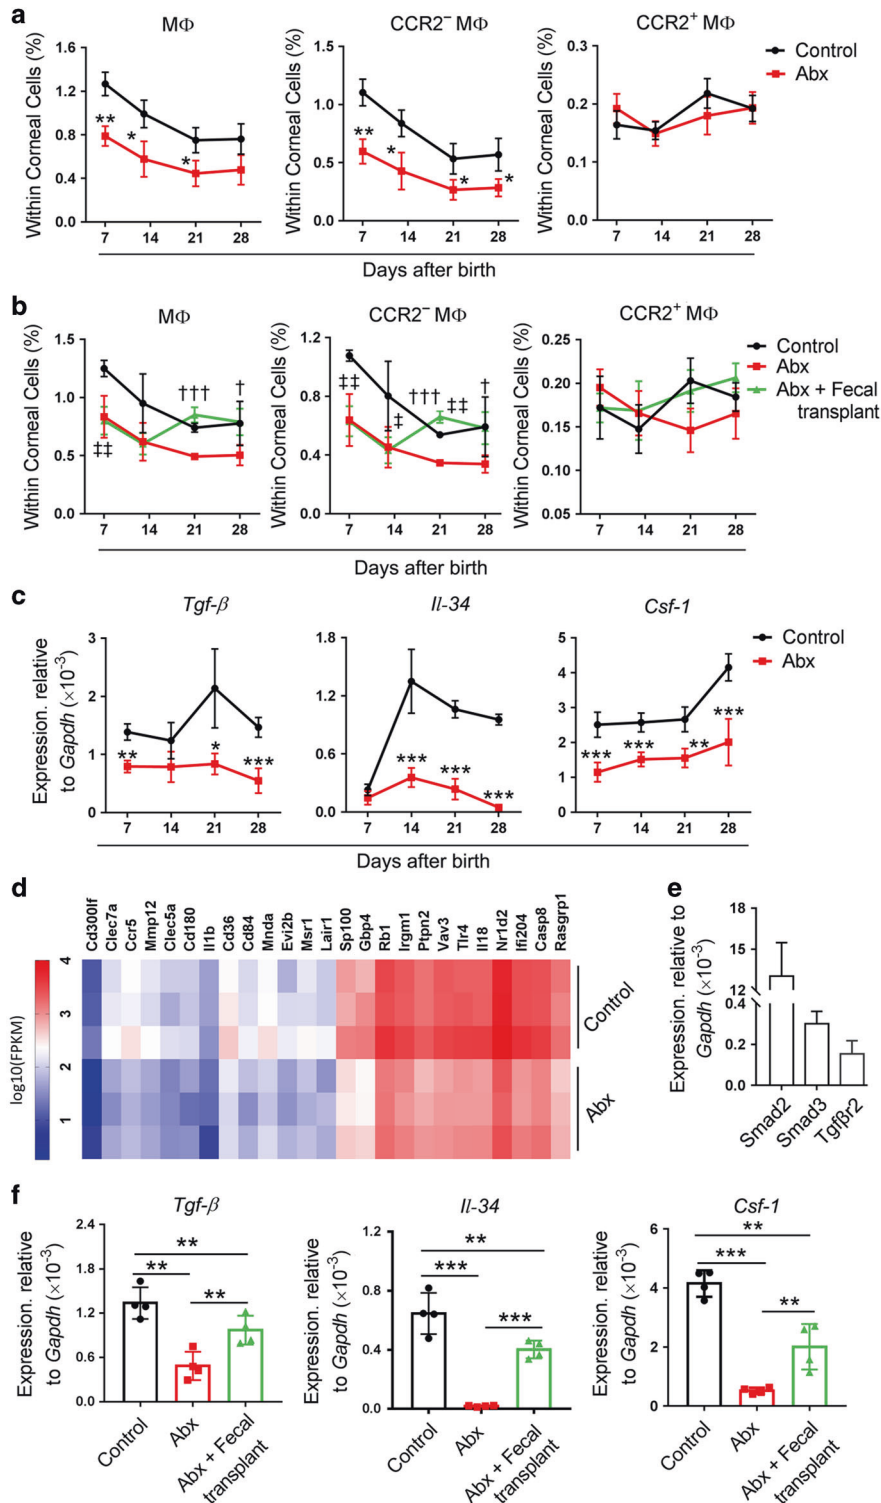 a
MΦ
CCR2⁻ MΦ
CCR2⁺ MΦ
Within Corneal Cells (%)
1.6
1.2
0.8
0.4
0.0
**
*
*
7 14 21 28
Within Corneal Cells (%)
1.5
1.0
0.5
0.0
**
*
*
*
7 14 21 28
Within Corneal Cells (%)
0.3
0.2
0.1
0.0
7 14 21 28
Control
Abx
Days after birth
b
MΦ
CCR2⁻ MΦ
CCR2⁺ MΦ
Within Corneal Cells (%)
1.5
1.0
0.5
0.0
‡‡
†††
†
7 14 21 28
Within Corneal Cells (%)
1.2
0.8
0.4
0.0
‡‡
‡
†††
‡‡
†
7 14 21 28
Within Corneal Cells (%)
0.25
0.20
0.15
0.10
0.05
7 14 21 28
Control
Abx
Abx + Fecal
transplant
Days after birth
c
Tgf-β
Il-34
Csf-1
Expression. relative
to Gapdh (×10⁻³)
3
2
1
0
**
*
***
7 14 21 28
1.8
1.2
0.6
0.0
***
***
***
7 14 21 28
5
4
3
2
1
0
***
***
**
***
7 14 21 28
Control
Abx
Days after birth
d
Cd300lf
Clec7a
Ccr5
Mmp12
Clec5a
Cd180
Il1b
Cd36
Cd84
Mnda
Evi2b
Msr1
Lair1
Sp100
Gbp4
Rb1
Irgm1
Ptpn2
Vav3
Tlr4
Il18
Nr1d2
Ifi204
Casp8
Rasgrp1
log10(FPKM)
4
3
2
1
Control
Abx
e
Expression. relative to
Gapdh (×10⁻³)
18
15
12
0.4
0.2
0.0
Smad2
Smad3
Tgfβr2
f
Tgf-β
Il-34
Csf-1
Expression. relative
to Gapdh (×10⁻³)
2.4
1.8
1.2
0.6
0.0
**
**
**
Control
Abx
Abx + Fecal
transplant
Expression. relative
to Gapdh (×10⁻³)
1.2
0.8
0.4
0.0
**
***
***
Control
Abx
Abx + Fecal
transplant
Expression. relative
to Gapdh (×10⁻³)
6
4
2
0
**
***
**
Control
Abx
Abx + Fecal
transplant